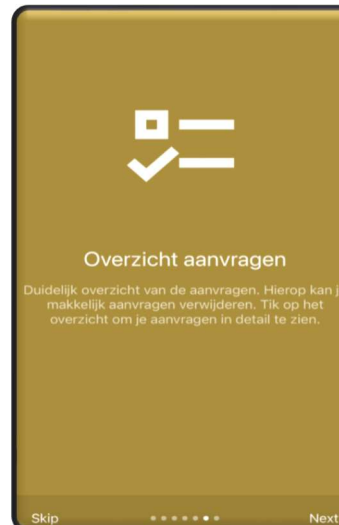 Overzicht aanvragen
Duidelijk overzicht van de aanvragen. Hierop kan j
makkelijk aanvragen verwijderen. Tik op het
overzicht om je aanvragen in detail te zien.
Skip
Next